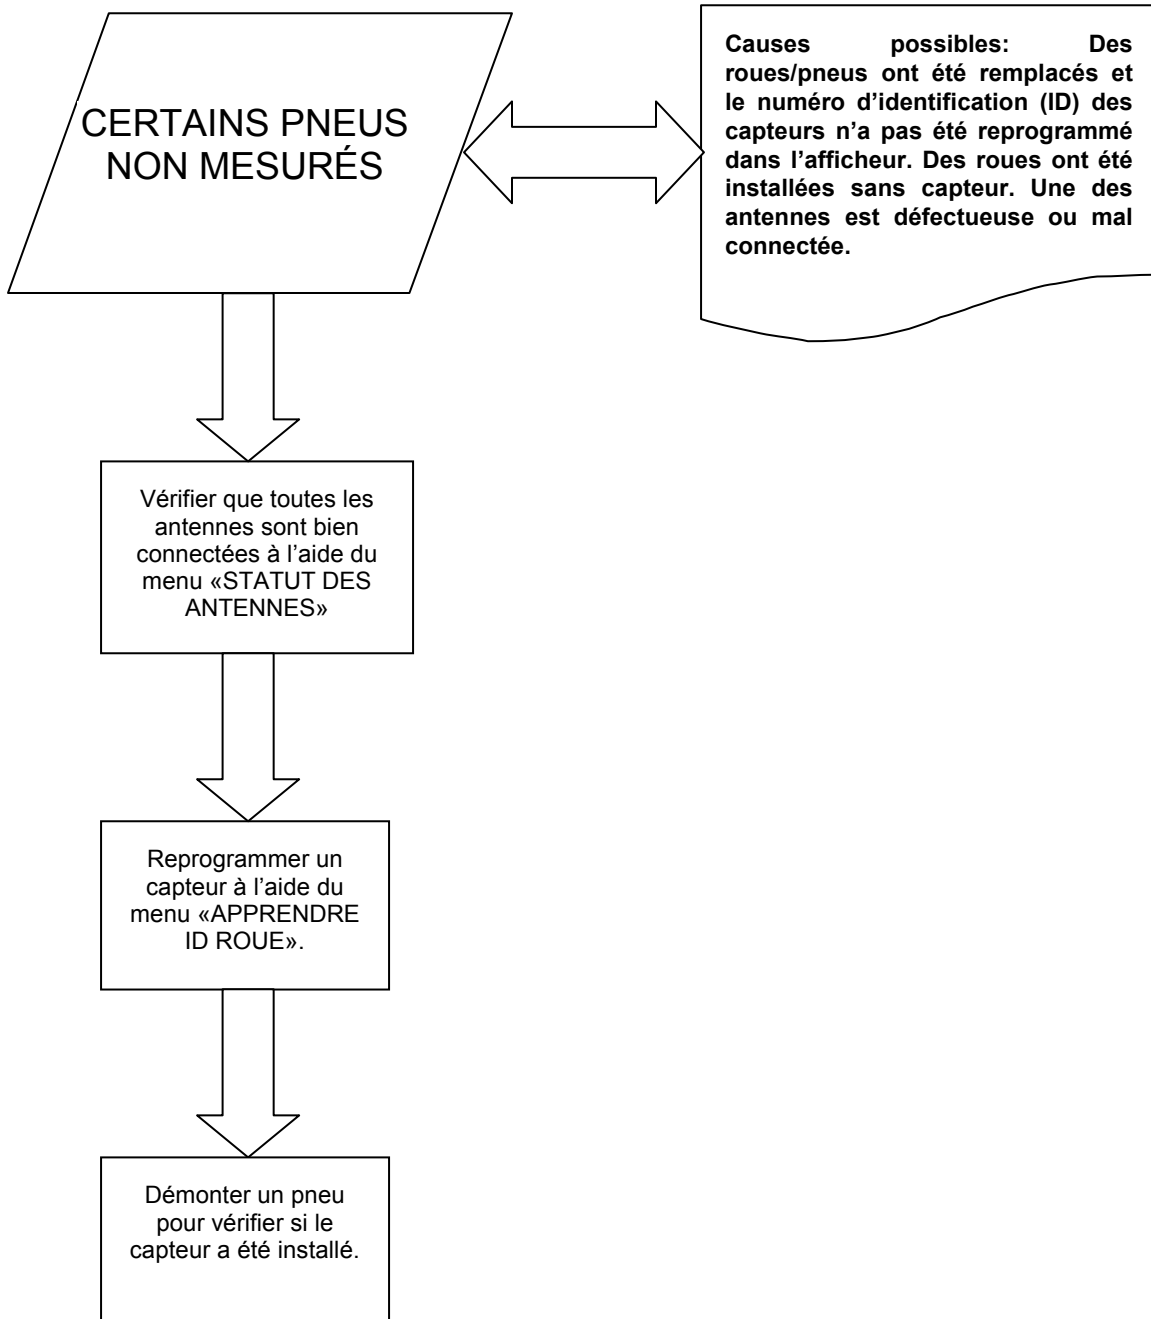 CERTAINS PNEUS
NON MESURÉS
Causes possibles: Des
roues/pneus ont été remplacés et
le numéro d’identification (ID) des
capteurs n’a pas été reprogrammé
dans l’afficheur. Des roues ont été
installées sans capteur. Une des
antennes est défectueuse ou mal
connectée.
Vérifier que toutes les
antennes sont bien
connectées à l’aide du
menu «STATUT DES
ANTENNES»
Reprogrammer un
capteur à l’aide du
menu «APPRENDRE
ID ROUE».
Démonter un pneu
pour vérifier si le
capteur a été installé.